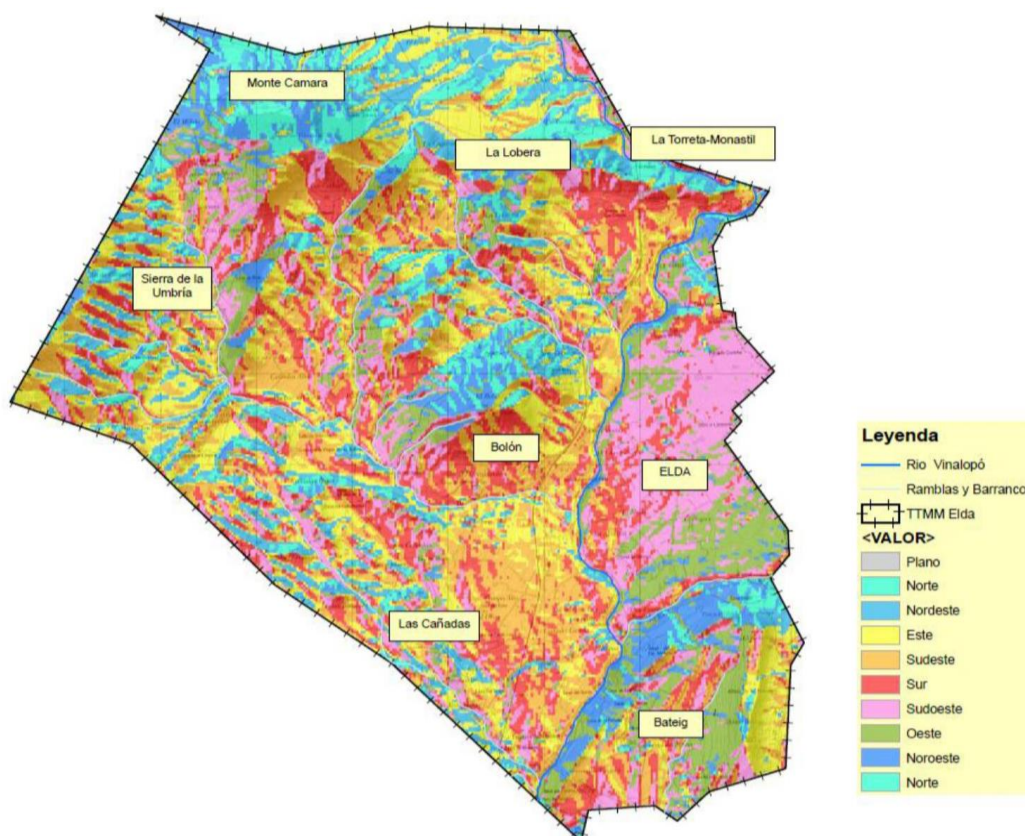 Monte Camara
La Lobera
La Torreta-Monastil
Sierra de la
Umbría
Bolón
ELDA
Las Cañadas
Bateig
Leyenda
Rio Vinalopó
Ramblas y Barranco
TTMM Elda
<VALOR>
Plano
Norte
Nordeste
Este
Sudeste
Sur
Sudoeste
Oeste
Noroeste
Norte